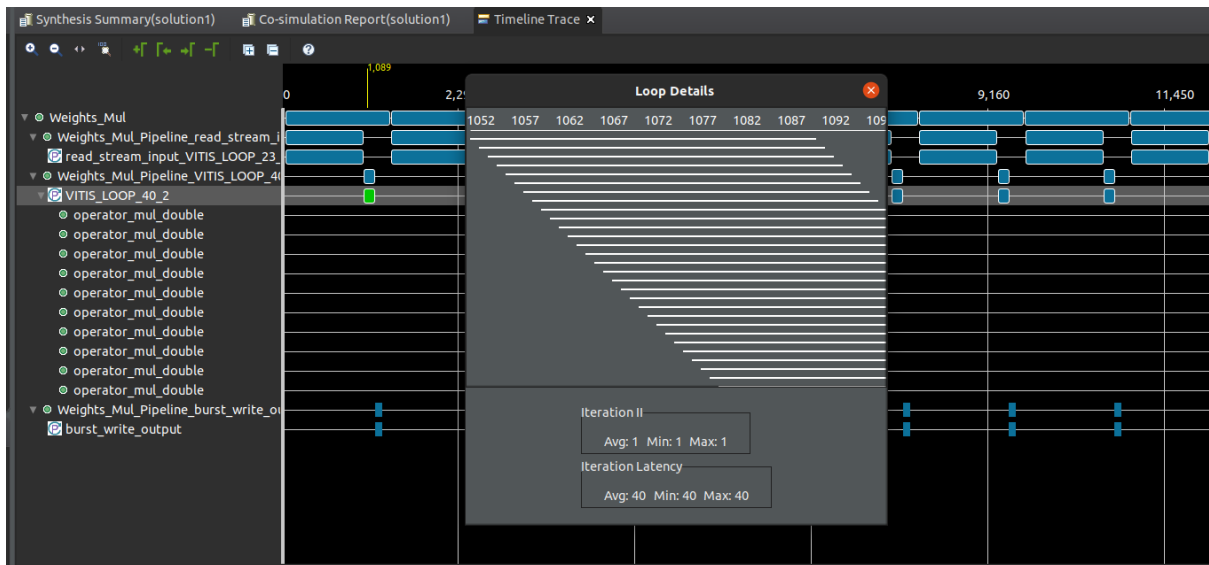 Synthesis Summary(solution1) Co-simulation Report(solution1) Timeline Trace
1,089
0 2,29 9,160 11,450
Loop Details
1052 1057 1062 1067 1072 1077 1082 1087 1092 109
Weights_Mul
Weights_Mul_Pipeline_read_stream_i
read_stream_input_VITIS_LOOP_23_
Weights_Mul_Pipeline_VITIS_LOOP_40
VITIS_LOOP_40_2
operator_mul_double
operator_mul_double
operator_mul_double
operator_mul_double
operator_mul_double
operator_mul_double
operator_mul_double
operator_mul_double
operator_mul_double
operator_mul_double
Weights_Mul_Pipeline_burst_write_ou
burst_write_output
Iteration II
Avg: 1 Min: 1 Max: 1
Iteration Latency
Avg: 40 Min: 40 Max: 40